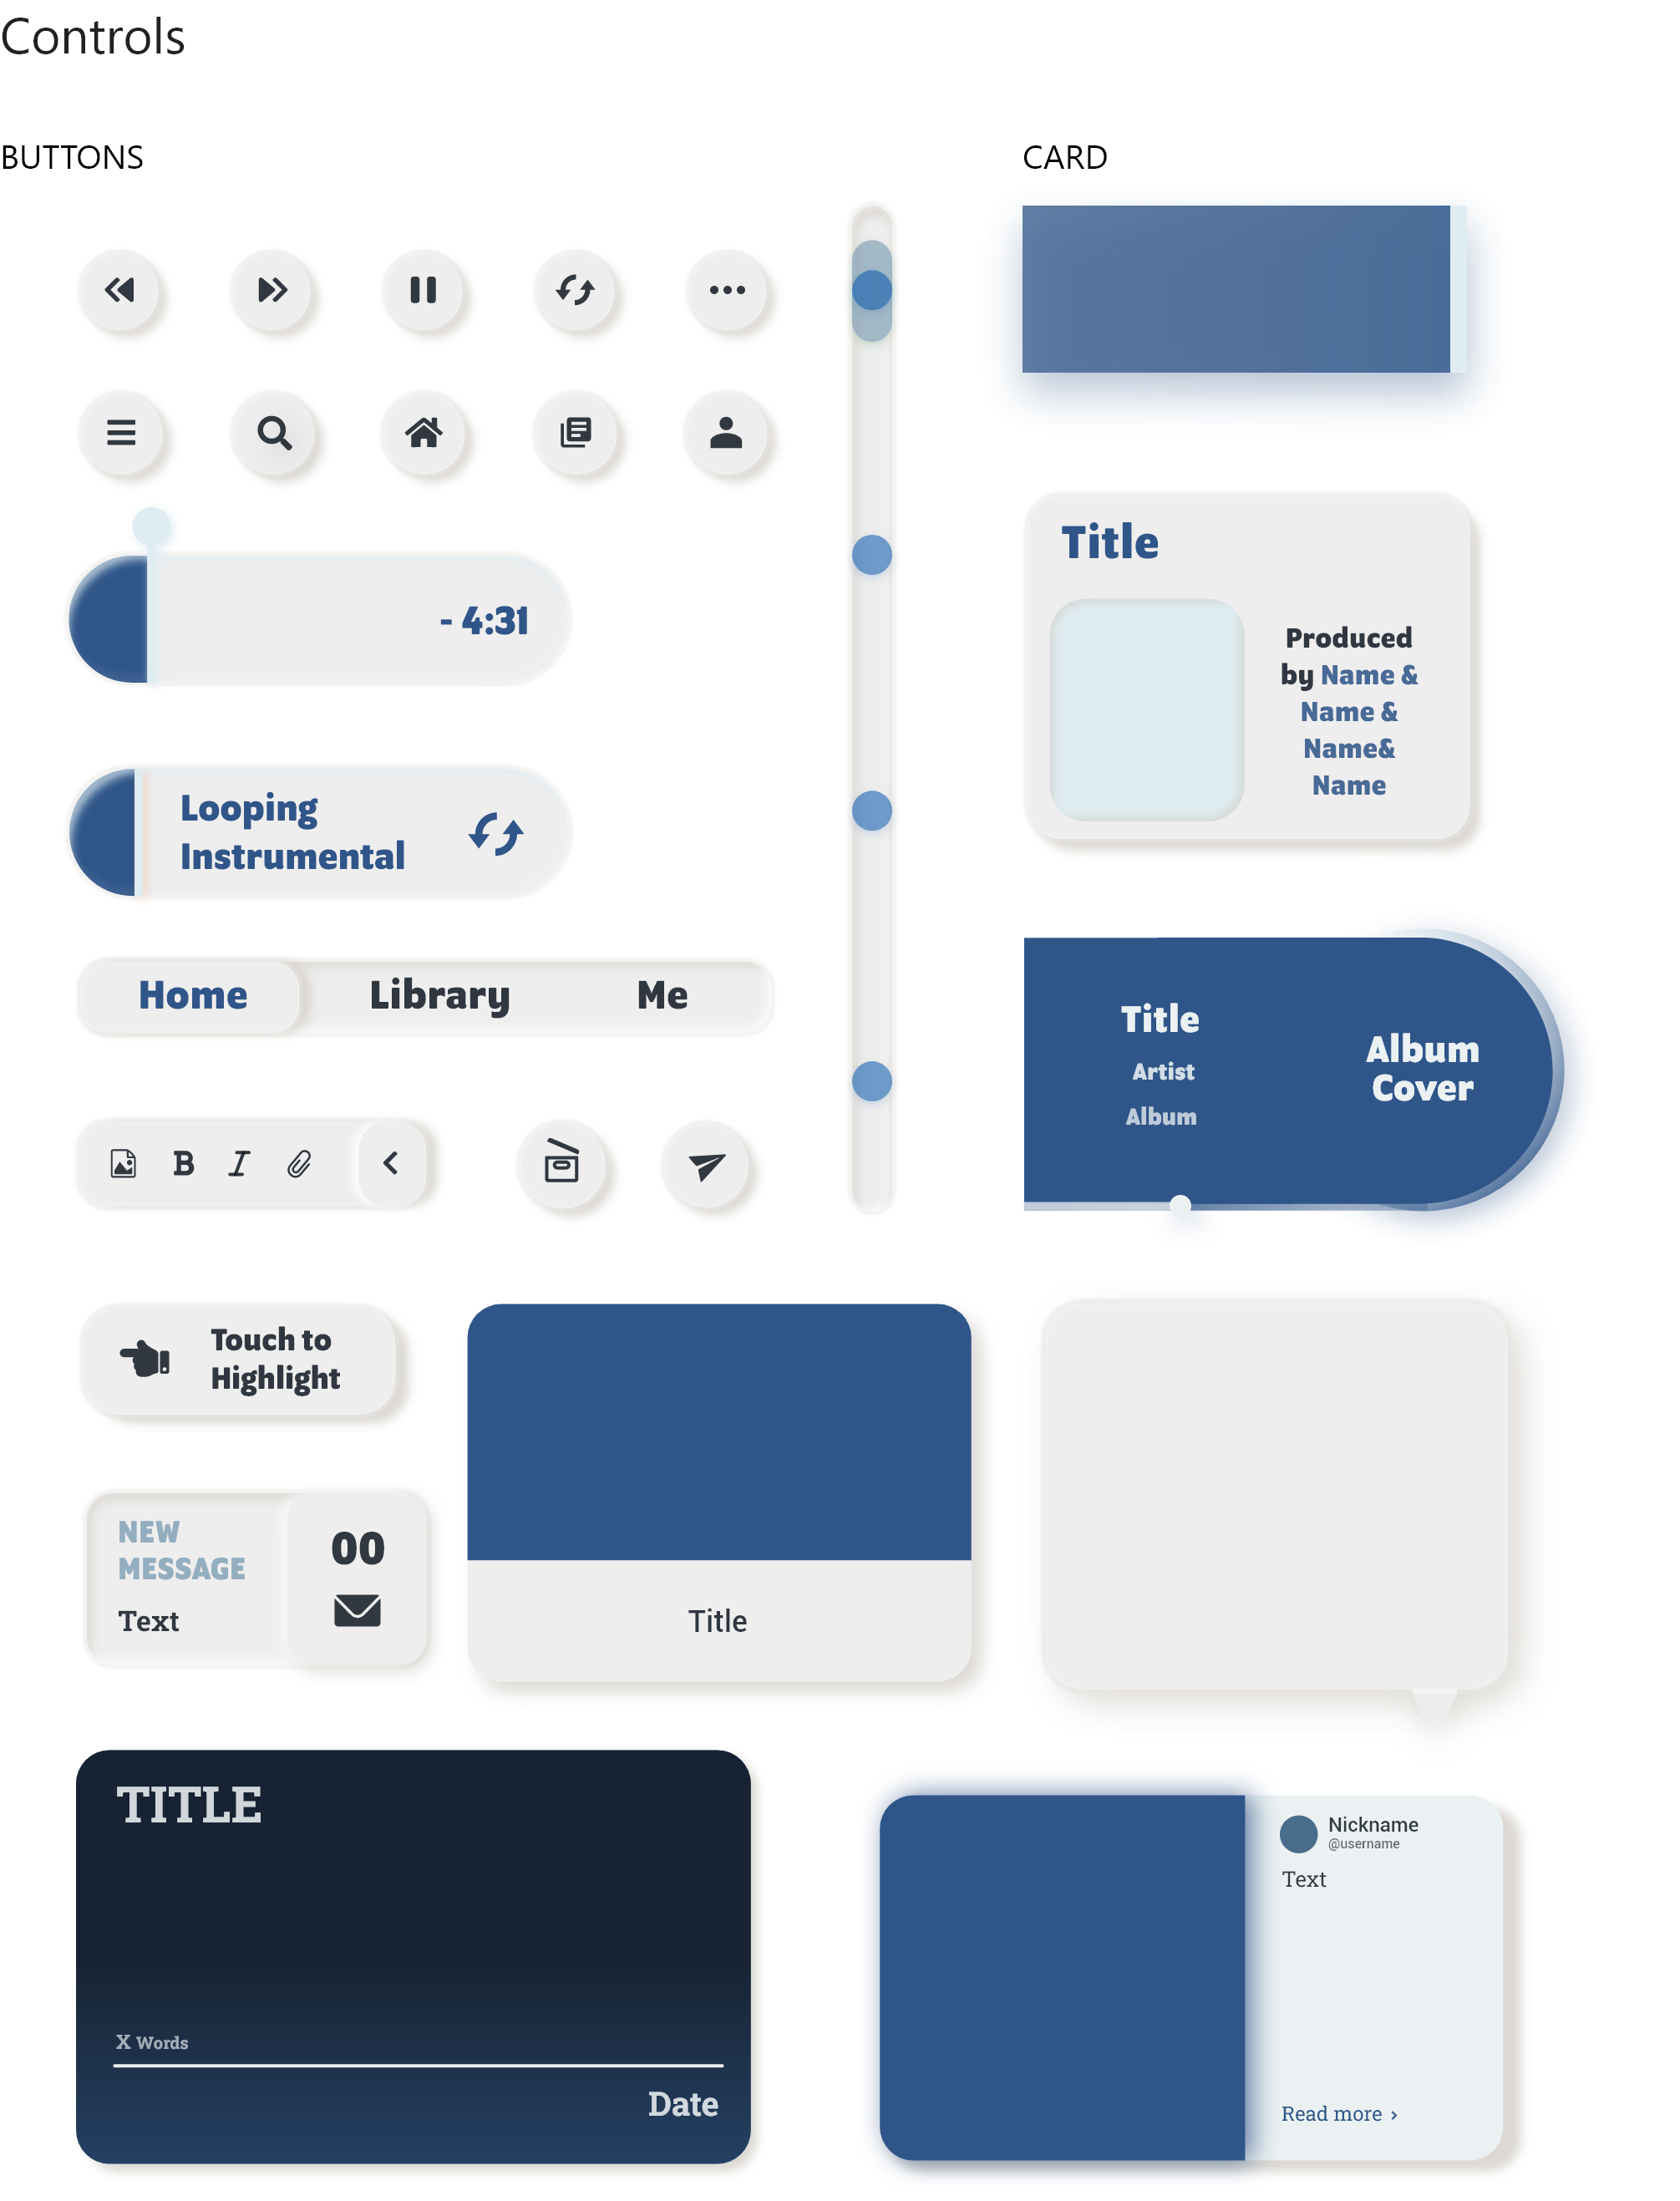 Controls
BUTTONS
CARD
- 4:31
Looping
Instrumental
Home
Library
Me
B
I
Title
Produced
by Name &
Name &
Name&
Name
Title
Artist
Album
Album
Cover
Touch to
Highlight
NEW
MESSAGE
Text
00
Title
TITLE
X Words
Date
Nickname
@username
Text
Read more ›